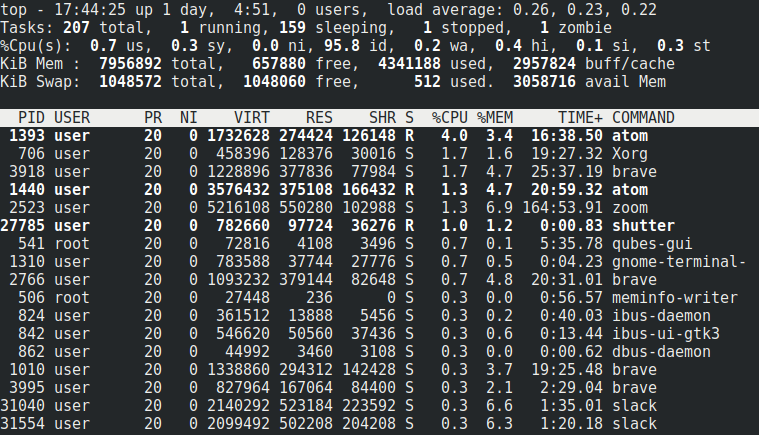 top - 17:44:25 up 1 day,  4:51,  0 users,  load average: 0.26, 0.23, 0.22
Tasks: 207 total,   1 running, 159 sleeping,   1 stopped,   1 zombie
%Cpu(s):  0.7 us,  0.3 sy,  0.0 ni, 95.8 id,  0.2 wa,  0.4 hi,  0.1 si,  0.3 st
KiB Mem :  7956892 total,   657880 free,  4341188 used,  2957824 buff/cache
KiB Swap:  1048572 total,  1048060 free,      512 used.  3058716 avail Mem
PID USER      PR  NI    VIRT    RES    SHR S  %CPU %MEM     TIME+ COMMAND
1393 user      20   0 1732628 274424 126148 R   4.0  3.4  16:38.50 atom
706 user      20   0  458396 128376  30016 S   1.7  1.6  19:27.32 Xorg
3918 user      20   0 1228896 377836  77984 S   1.7  4.7  25:37.19 brave
1440 user      20   0 3576432 375108 166432 R   1.3  4.7  20:59.32 atom
2523 user      20   0 5216108 550280 102988 S   1.3  6.9 164:53.91 zoom
27785 user      20   0  782660  97724  36276 R   1.0  1.2   0:00.83 shutter
541 root      20   0   72816   4108   3496 S   0.7  0.1   5:35.78 qubes-gui
1310 user      20   0  783588  37744  27776 S   0.7  0.5   0:04.23 gnome-terminal-
2766 user      20   0 1093232 379144  82648 S   0.7  4.8  20:31.01 brave
506 root      20   0   27448    236      0 S   0.3  0.0   0:56.57 meminfo-writer
824 user      20   0  361512  13888   5456 S   0.3  0.2   0:40.03 ibus-daemon
842 user      20   0  546620  50560  37436 S   0.3  0.6   0:13.44 ibus-ui-gtk3
862 user      20   0   44992   3460   3108 S   0.3  0.0   0:00.62 dbus-daemon
1010 user      20   0 1338860 294312 142428 S   0.3  3.7  19:25.48 brave
3995 user      20   0  827964 167064  84400 S   0.3  2.1   2:29.04 brave
31040 user      20   0 2140292 523184 223592 S   0.3  6.6   1:35.01 slack
31554 user      20   0 2099492 502208 204208 S   0.3  6.3   1:20.18 slack